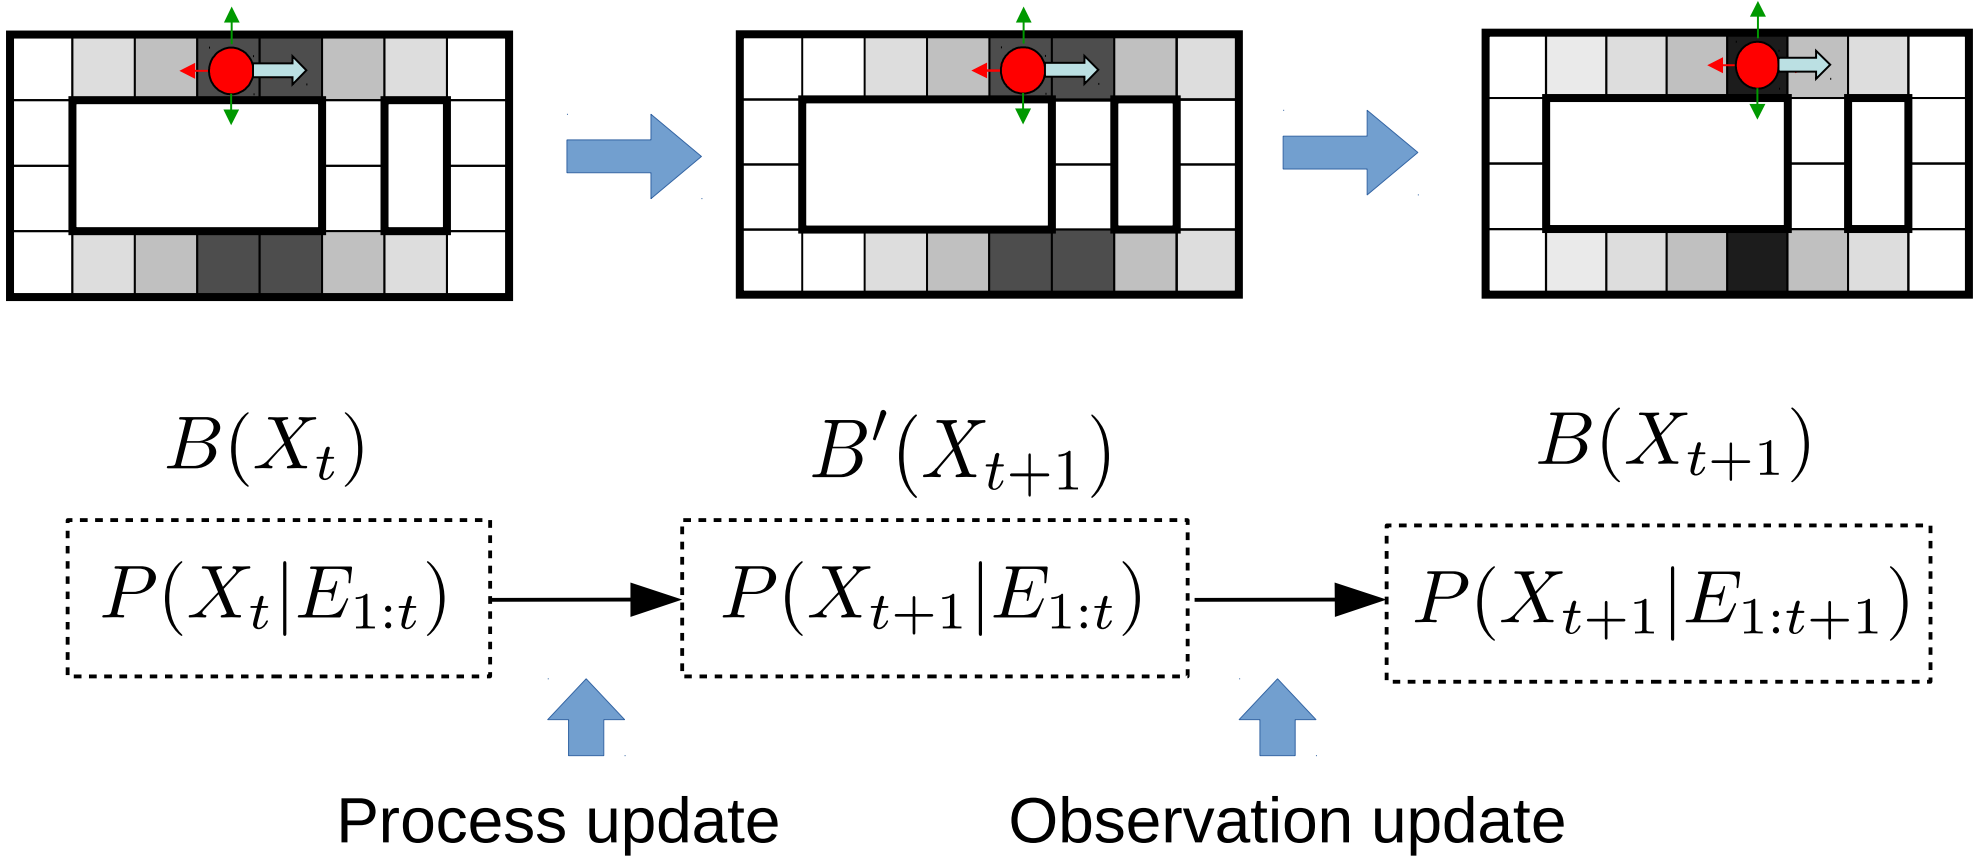 B(X_t)
B′(X_{t+1})
B(X_{t+1})
P(X_t|E_{1:t})
P(X_{t+1}|E_{1:t})
P(X_{t+1}|E_{1:t+1})
Process update
Observation update